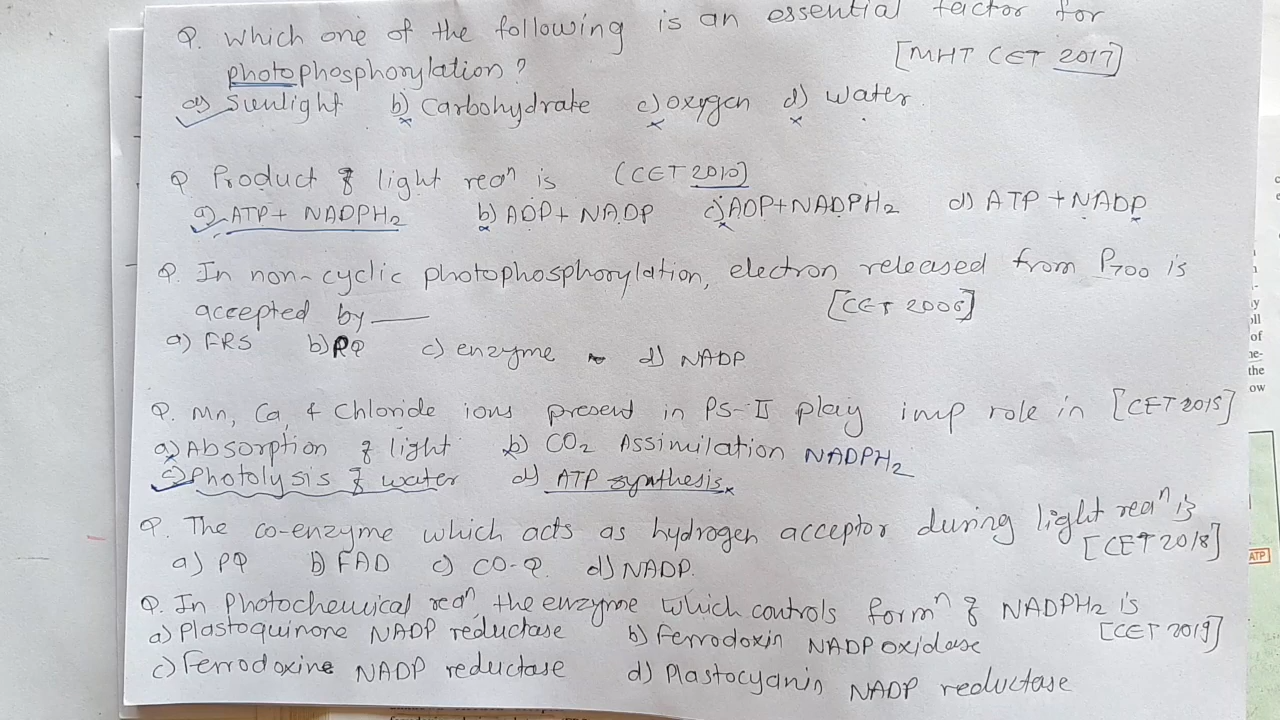 Q. Which one of the following is an essential factor for
photophosphorylation? [MHT CET 2017]
a) Sunlight b) Carbohydrate c) oxygen d) water
Q Product of light reaⁿ is (CET 2010)
a) ATP + NADPH₂ b) ADP + NADP c) ADP+NADPH₂ d) ATP + NADP
Q. In non-cyclic photophosphorylation, electron released from P700 is
accepted by — [CET 2006]
a) FRS b) PQ c) enzyme d) NADP
Q. Mn, Ca, & Chloride ions present in PS-II play imp role in [CET 2015]
a) Absorption of light b) CO₂ Assimilation NADPH₂
c) Photolysis of water d) ATP synthesis
Q. The co-enzyme which acts as hydrogen acceptor during light reaⁿ is
[CET 2018]
a) PQ b) FAD c) CO-Q. d) NADP.
Q. In Photochemical reaⁿ, the enzyme which controls formⁿ of NADPH₂ is
a) Plastoquinone NADP reductase b) Ferrodoxin NADP oxidase [CET 2019]
c) Ferrodoxine NADP reductase d) Plastocyanin NADP reductase
of
the
ow
ATP